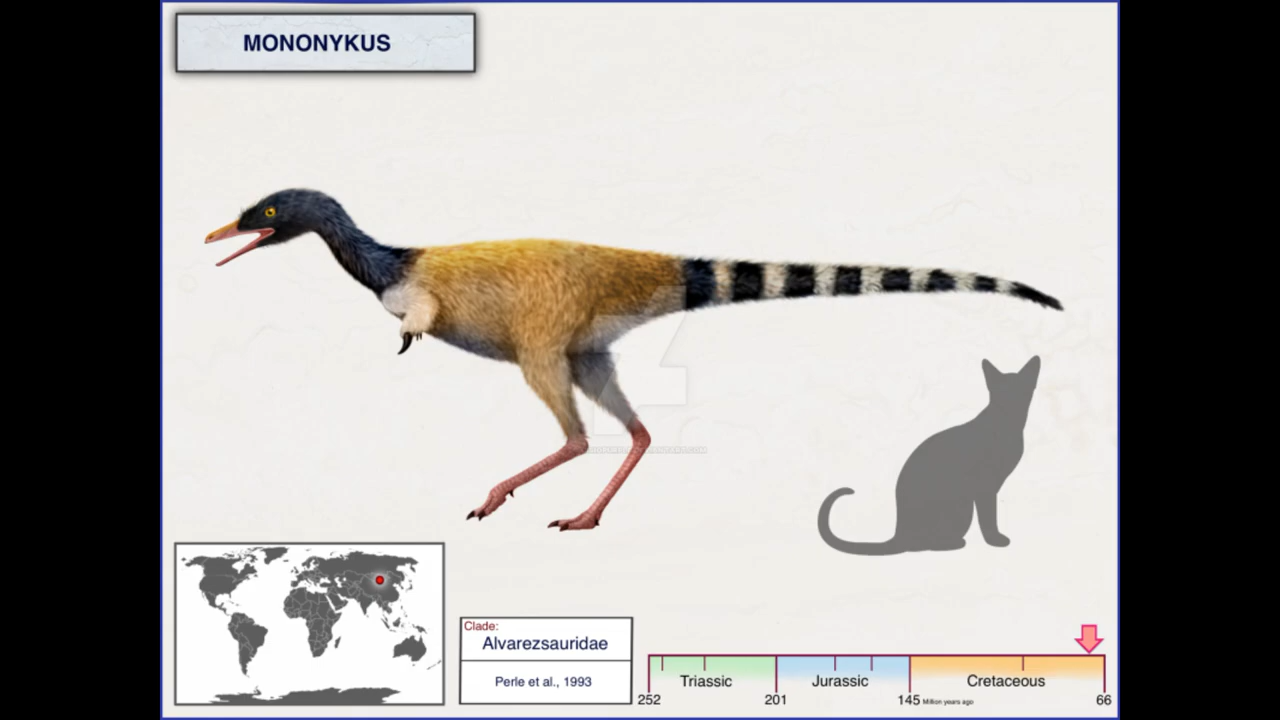 MONONYKUS
Clade:
Alvarezsauridae
Perle et al., 1993
Triassic
Jurassic
Cretaceous
252
201
145 Million years ago
66